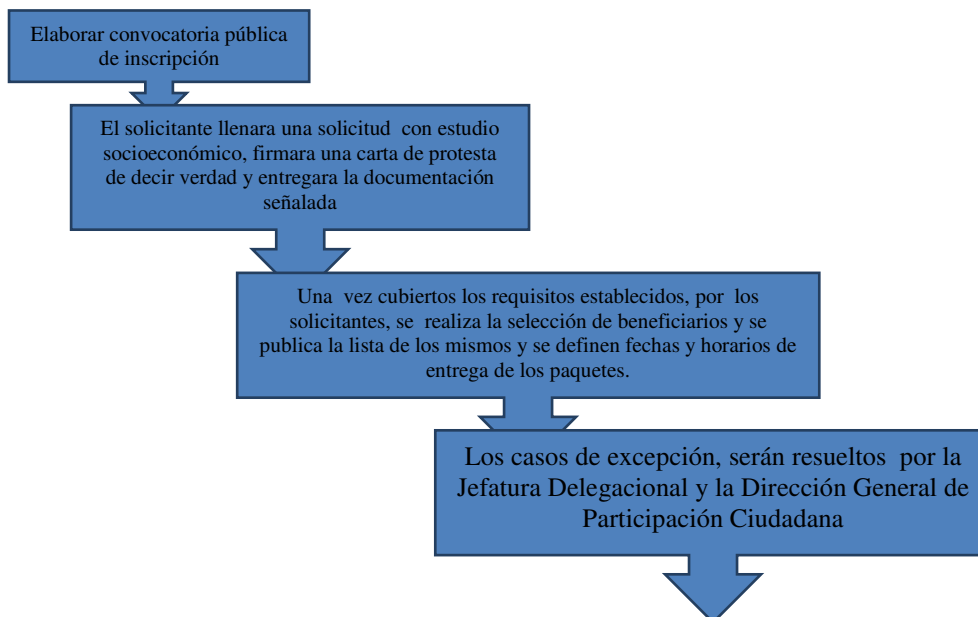 Elaborar convocatoria pública
de inscripción
El solicitante llenara una solicitud con estudio
socioeconómico, firmara una carta de protesta
de decir verdad y entregara la documentación
señalada
Una vez cubiertos los requisitos establecidos, por los
solicitantes, se realiza la selección de beneficiarios y se
publica la lista de los mismos y se definen fechas y horarios de
entrega de los paquetes.
Los casos de excepción, serán resueltos por la
Jefatura Delegacional y la Dirección General de
Participación Ciudadana